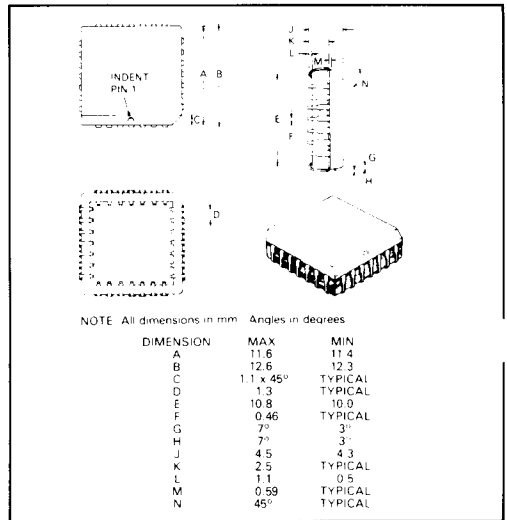 J
K
L
M
INDENT
PIN 1
A B
N
C
E
F
G
H
D
NOTE All dimensions in mm Angles in degrees
DIMENSION MAX MIN
A 11.6 11.4
B 12.6 12.3
C 1.1 x 45° TYPICAL
D 1.3 TYPICAL
E 10.8 10.0
F 0.46 TYPICAL
G 7° 3°
H 7° 3°
J 4.5 4.3
K 2.5 TYPICAL
L 1.1 0.5
M 0.59 TYPICAL
N 45° TYPICAL